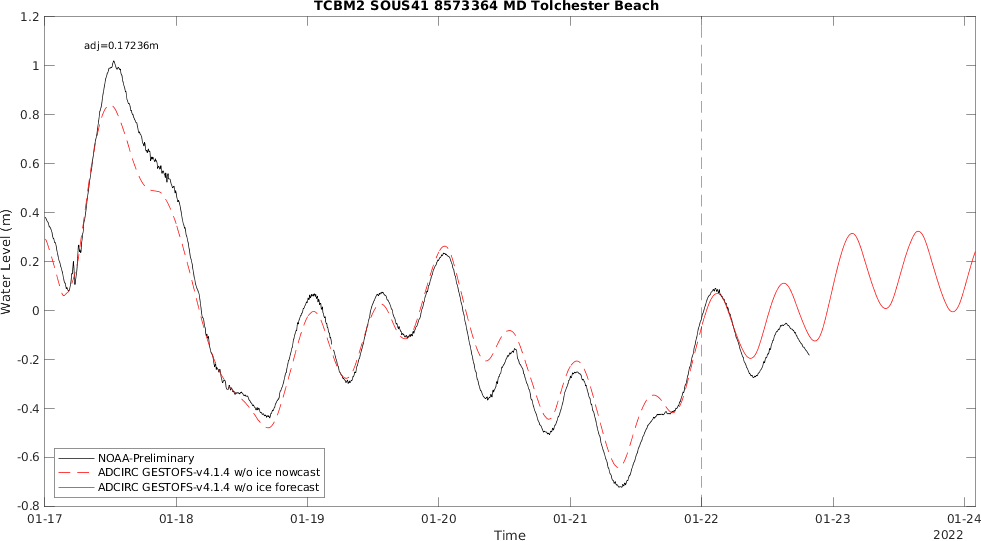 TCBM2 SOUS41 8573364 MD Tolchester Beach
adj=0.17236m
Water Level (m)
1.2
1
0.8
0.6
0.4
0.2
0
-0.2
-0.4
-0.6
-0.8
NOAA-Preliminary
ADCIRC GESTOFS-v4.1.4 w/o ice nowcast
ADCIRC GESTOFS-v4.1.4 w/o ice forecast
01-17 01-18 01-19 01-20 01-21 01-22 01-23 01-24
Time
2022